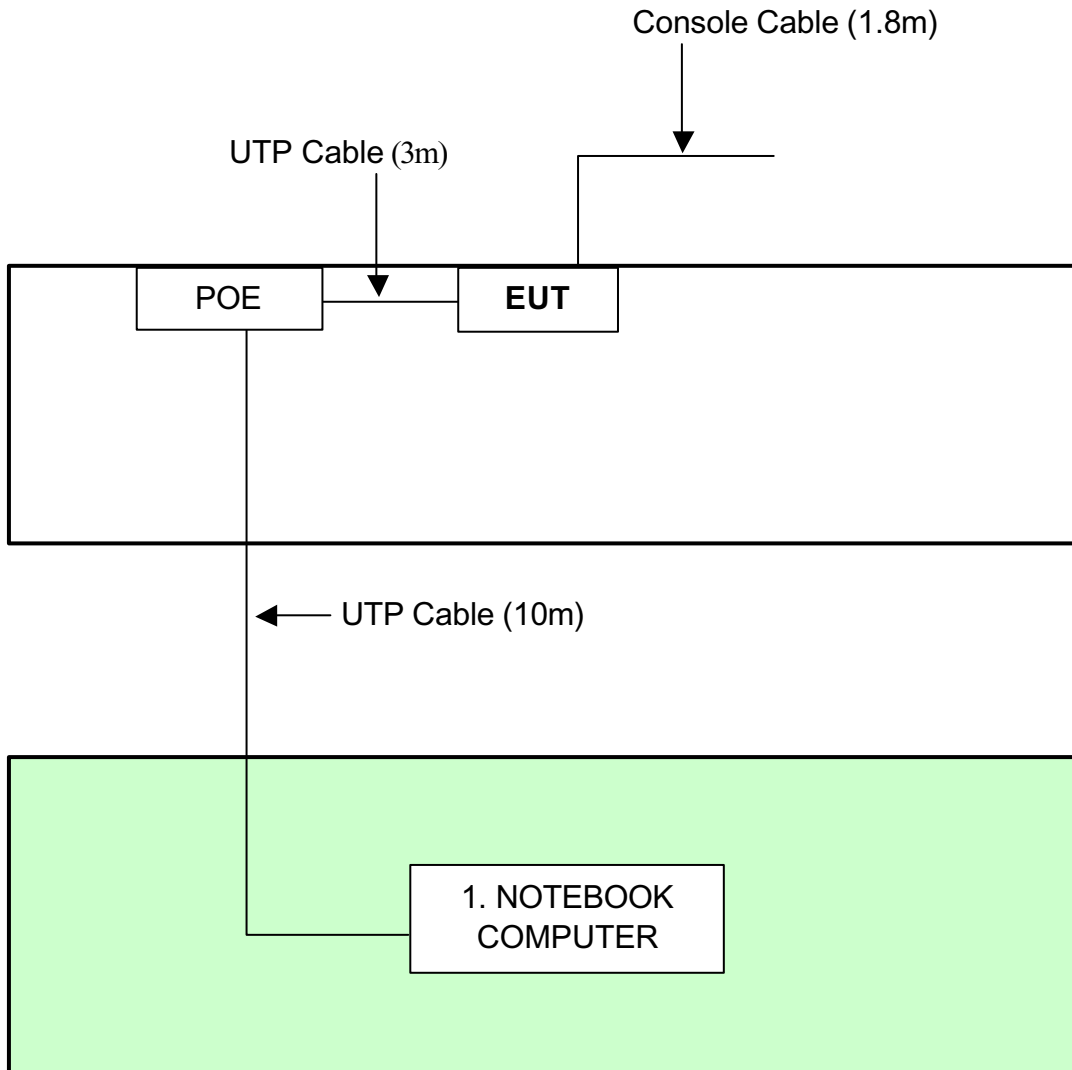 Console Cable (1.8m)
UTP Cable (3m)
POE
EUT
UTP Cable (10m)
1. NOTEBOOK
COMPUTER